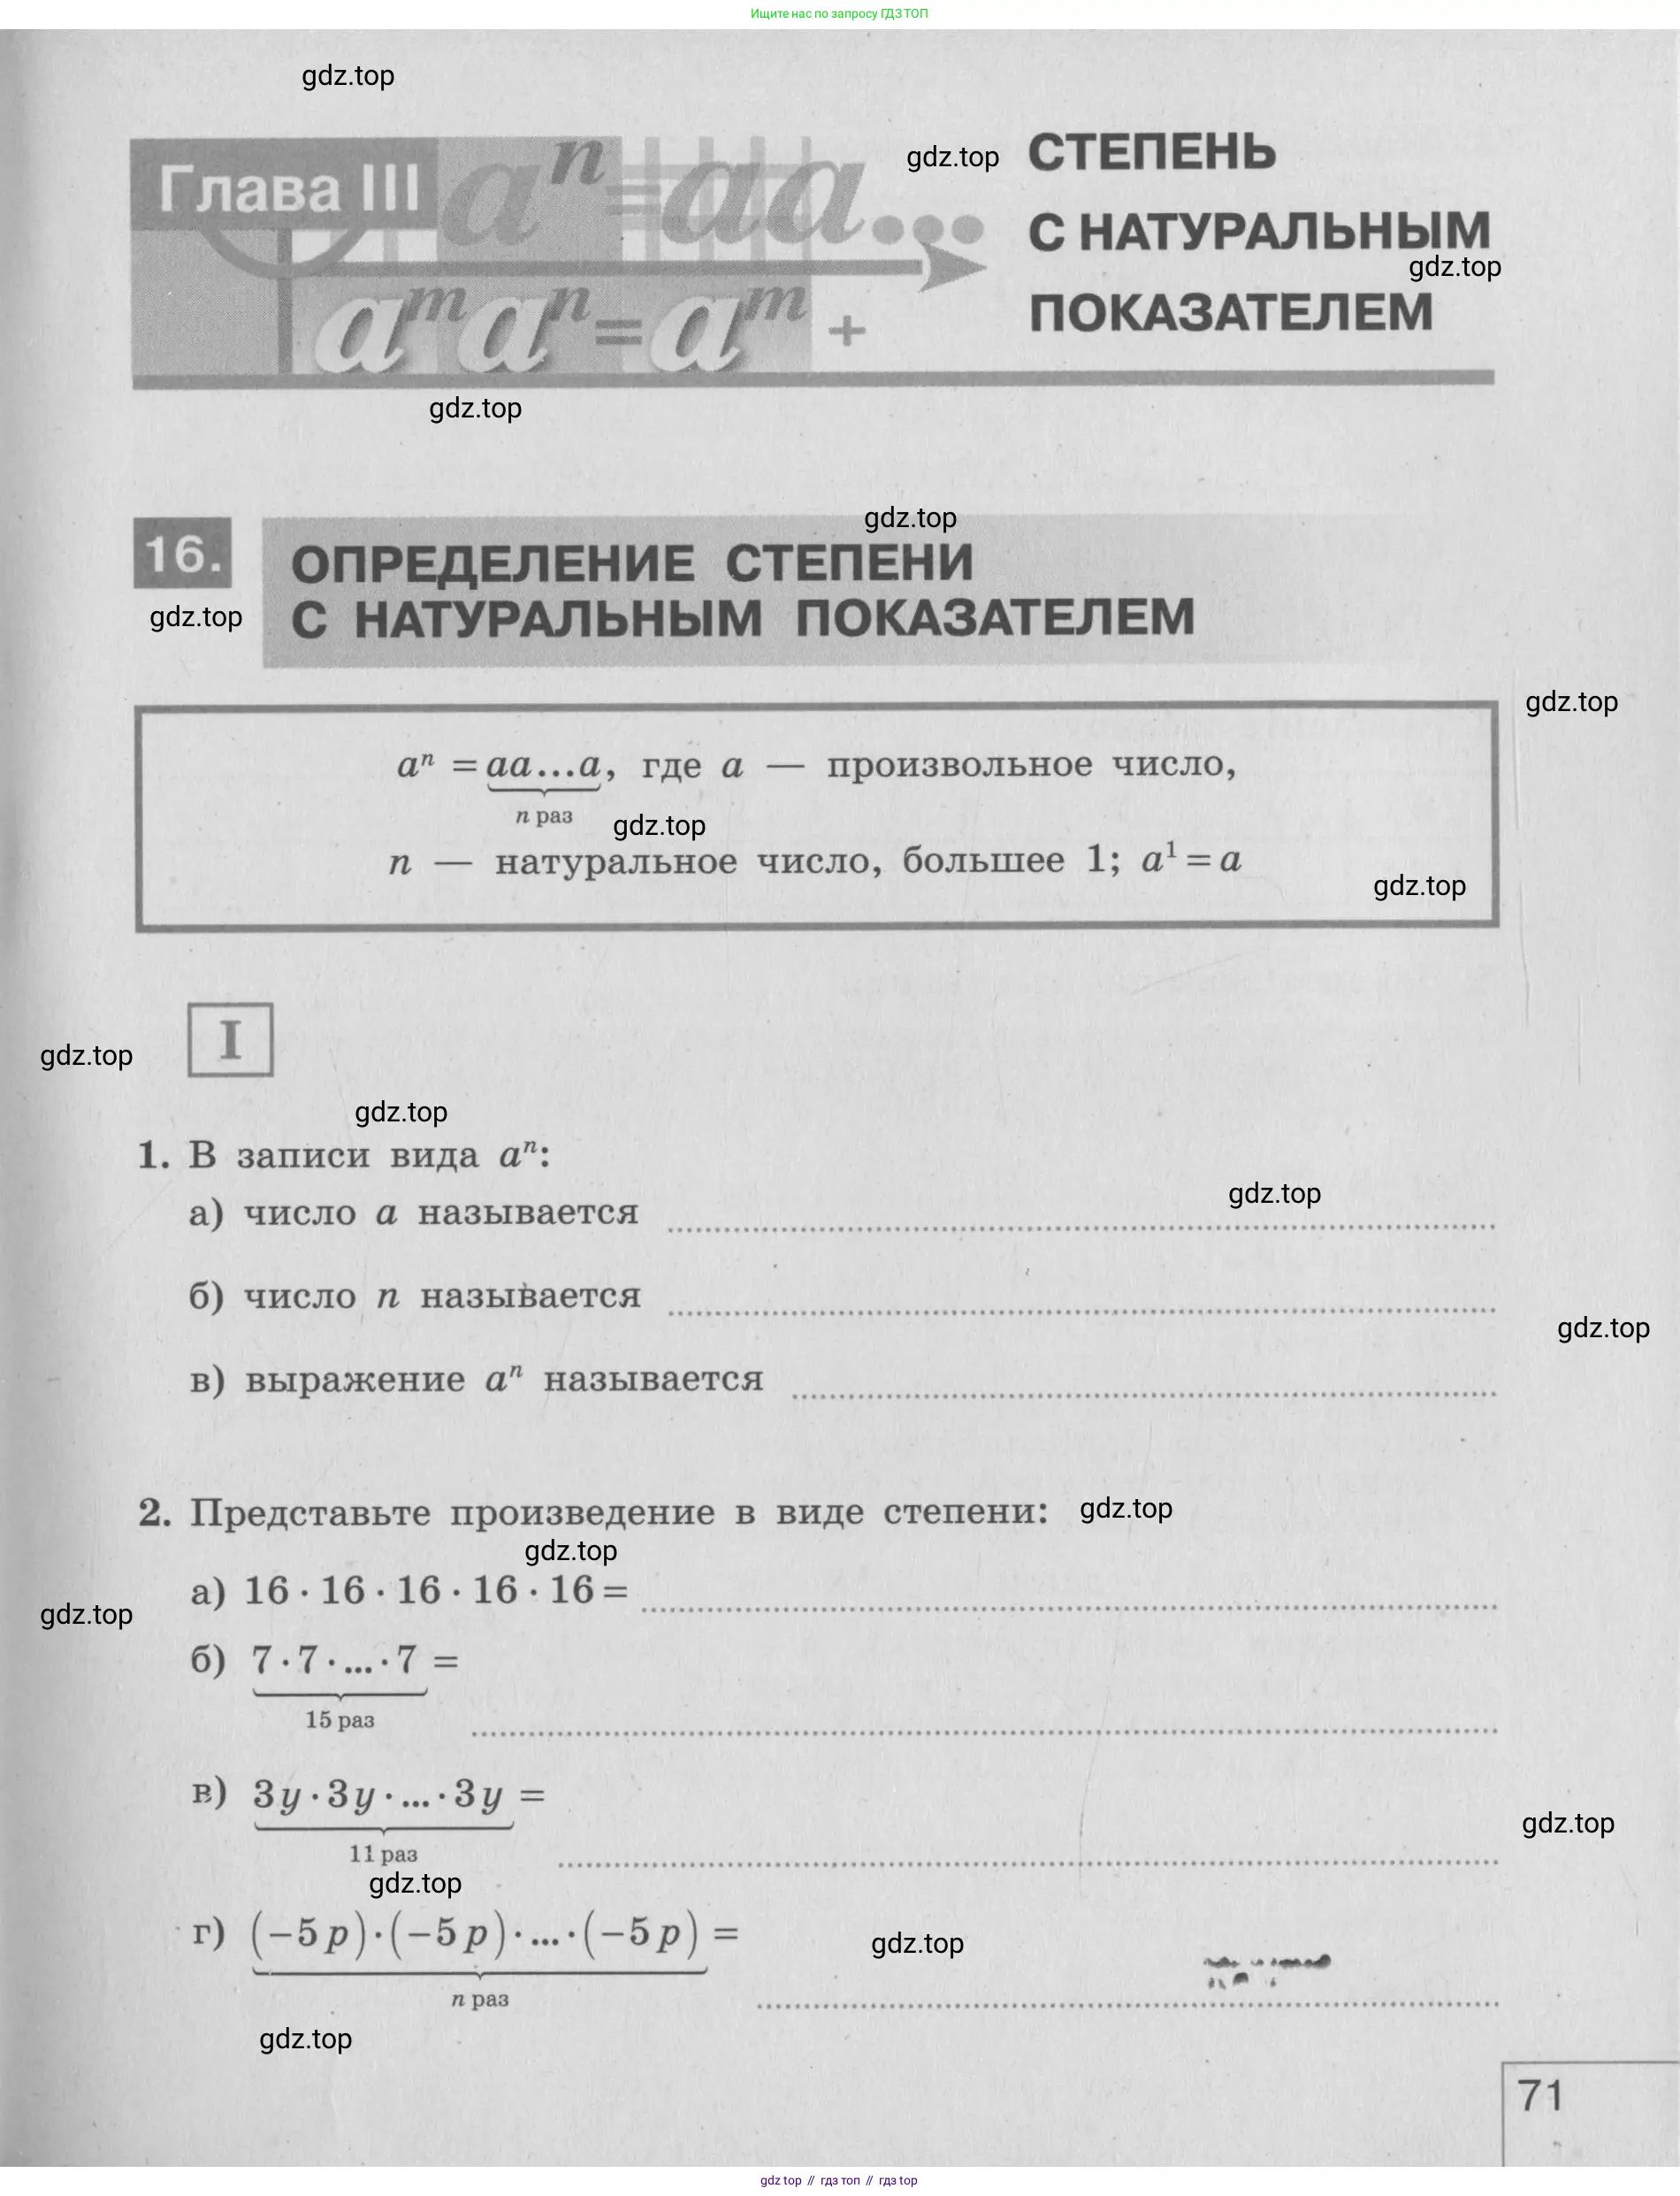 Ищите нас по запросу ГДЗ ТОП
gdz.top
Глава III
aⁿ = aa...
aᵐaⁿ = aᵐ +
gdz.top
СТЕПЕНЬ
С НАТУРАЛЬНЫМ
gdz.top
ПОКАЗАТЕЛЕМ
gdz.top
gdz.top
16.
ОПРЕДЕЛЕНИЕ СТЕПЕНИ
gdz.top
С НАТУРАЛЬНЫМ ПОКАЗАТЕЛЕМ
gdz.top
aⁿ = aa...a, где a — произвольное число,
n раз
gdz.top
n — натуральное число, большее 1; a¹ = a
gdz.top
I
gdz.top
gdz.top
1. В записи вида aⁿ:
gdz.top
а) число a называется
б) число n называется
gdz.top
в) выражение aⁿ называется
2. Представьте произведение в виде степени:
gdz.top
gdz.top
а) 16 · 16 · 16 · 16 · 16 =
gdz.top
б) 7 · 7 · ... · 7 =
15 раз
в) 3y · 3y · ... · 3y =
gdz.top
11 раз
gdz.top
г) (−5p) · (−5p) · ... · (−5p) =
gdz.top
n раз
gdz.top
71
gdz top // гдз топ // гдз top